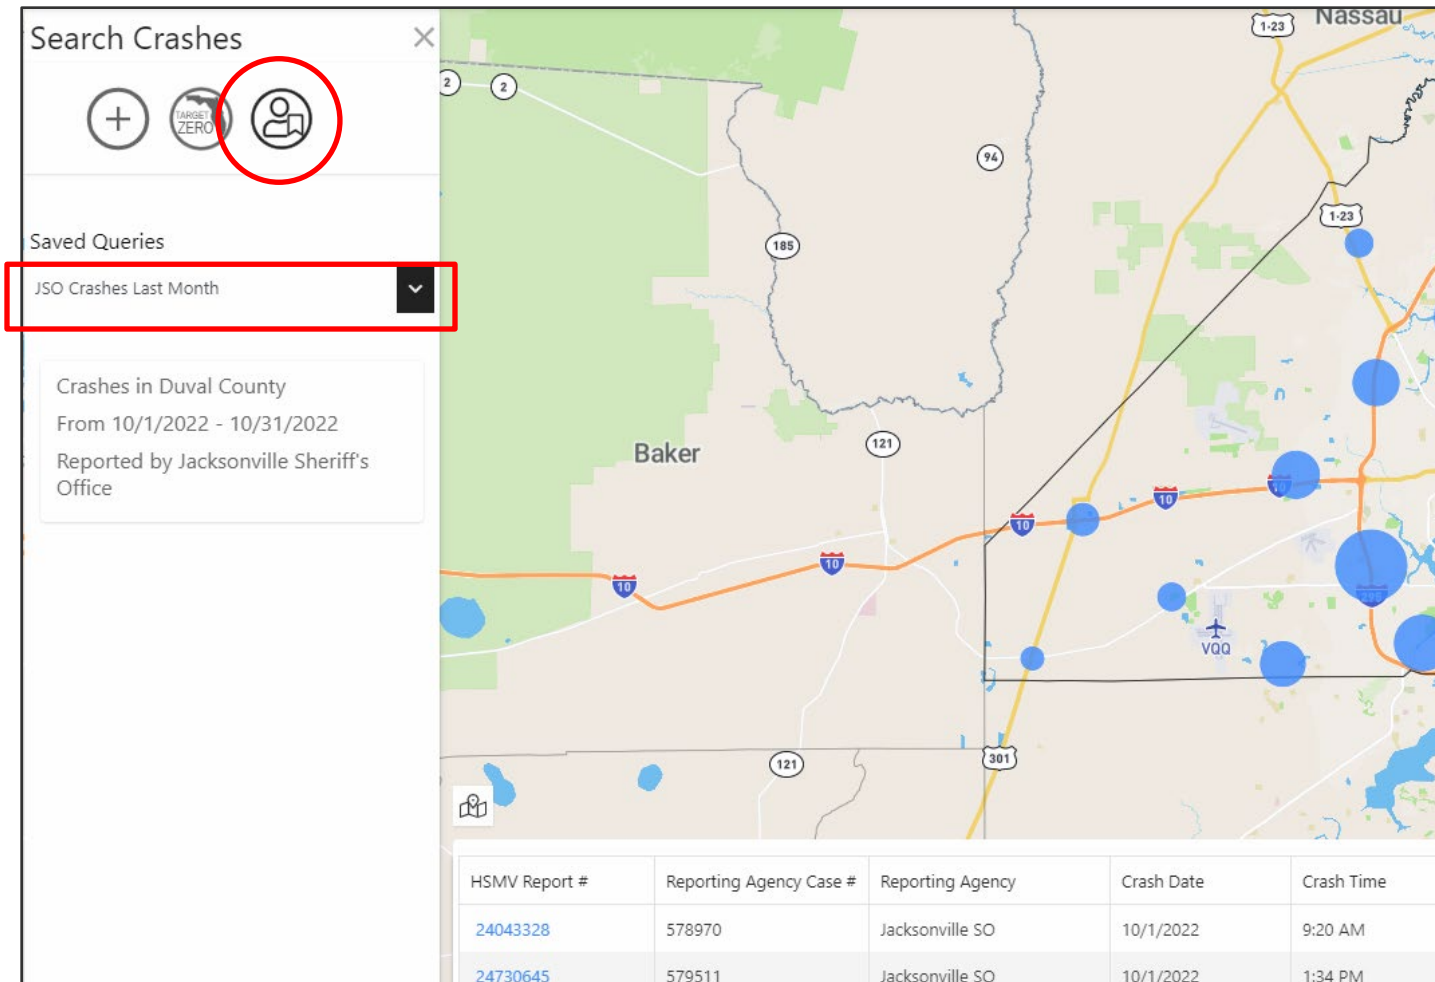 Search Crashes
TARGET
ZERO
Saved Queries
JSO Crashes Last Month
Crashes in Duval County
From 10/1/2022 - 10/31/2022
Reported by Jacksonville Sheriff's
Office
Nassau
1-23
2
2
94
1-23
185
Baker
121
10
10
10
10
10
295
VQQ
121
301
HSMV Report #
Reporting Agency Case #
Reporting Agency
Crash Date
Crash Time
24043328
578970
Jacksonville SO
10/1/2022
9:20 AM
24730645
579511
Jacksonville SO
10/1/2022
1:34 PM